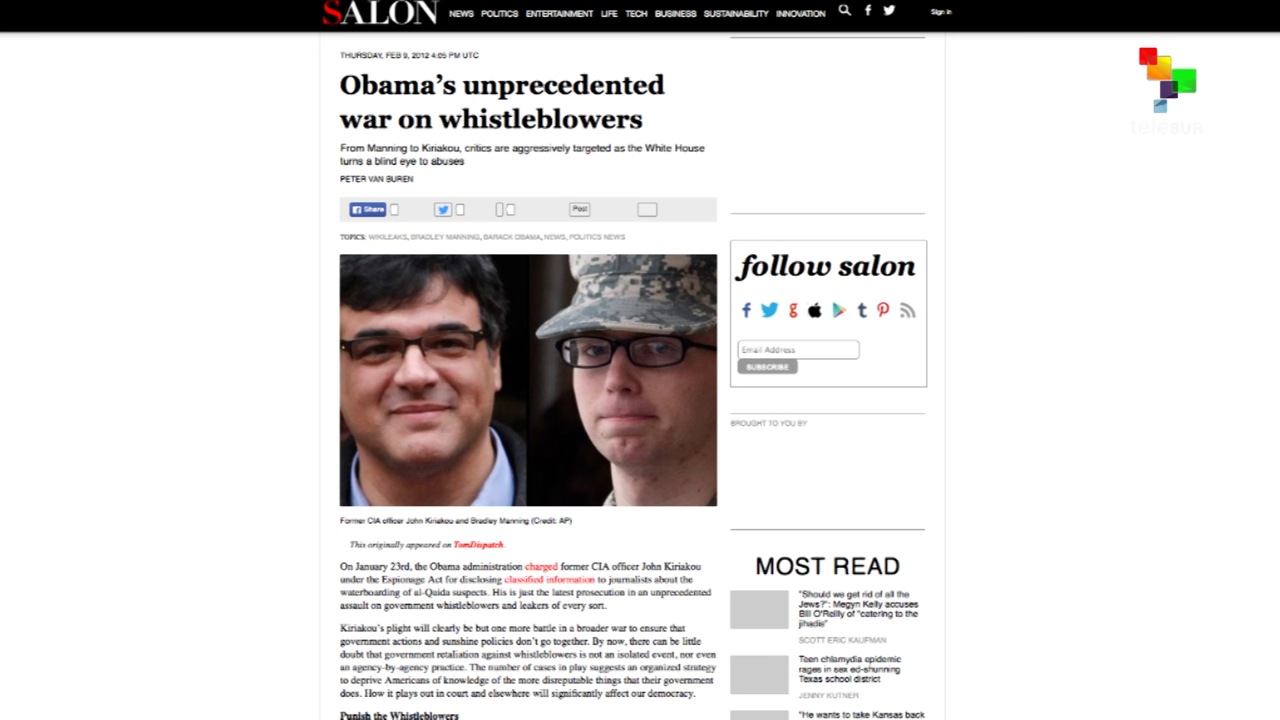 SALON
NEWS POLITICS ENTERTAINMENT LIFE TECH BUSINESS SUSTAINABILITY INNOVATION
Sign in
THURSDAY, FEB 9, 2012 4:05 PM UTC
Obama's unprecedented
war on whistleblowers
From Manning to Kiriakou, critics are aggressively targeted as the White House
turns a blind eye to abuses
PETER VAN BUREN
Share
Post
TOPICS: WIKILEAKS, BRADLEY MANNING, BARACK OBAMA, NEWS, POLITICS NEWS
Former CIA officer John Kiriakou and Bradley Manning (Credit: AP)
This originally appeared on TomDispatch.
On January 23rd, the Obama administration charged former CIA officer John Kiriakou
under the Espionage Act for disclosing classified information to journalists about the
waterboarding of al-Qaida suspects. His is just the latest prosecution in an unprecedented
assault on government whistleblowers and leakers of every sort.
Kiriakou's plight will clearly be but one more battle in a broader war to ensure that
government actions and sunshine policies don't go together. By now, there can be little
doubt that government retaliation against whistleblowers is not an isolated event, nor even
an agency-by-agency practice. The number of cases in play suggests an organized strategy
to deprive Americans of knowledge of the more disreputable things that their government
does. How it plays out in court and elsewhere will significantly affect our democracy.
Punish the Whistleblowers
teleSUR
follow salon
Email Address
SUBSCRIBE
BROUGHT TO YOU BY
MOST READ
"Should we get rid of all the
Jews?": Megyn Kelly accuses
Bill O'Reilly of "catering to the
jihadis"
SCOTT ERIC KAUFMAN
Teen chlamydia epidemic
rages in sex ed-shunning
Texas school district
JENNY KUTNER
"He wants to take Kansas back